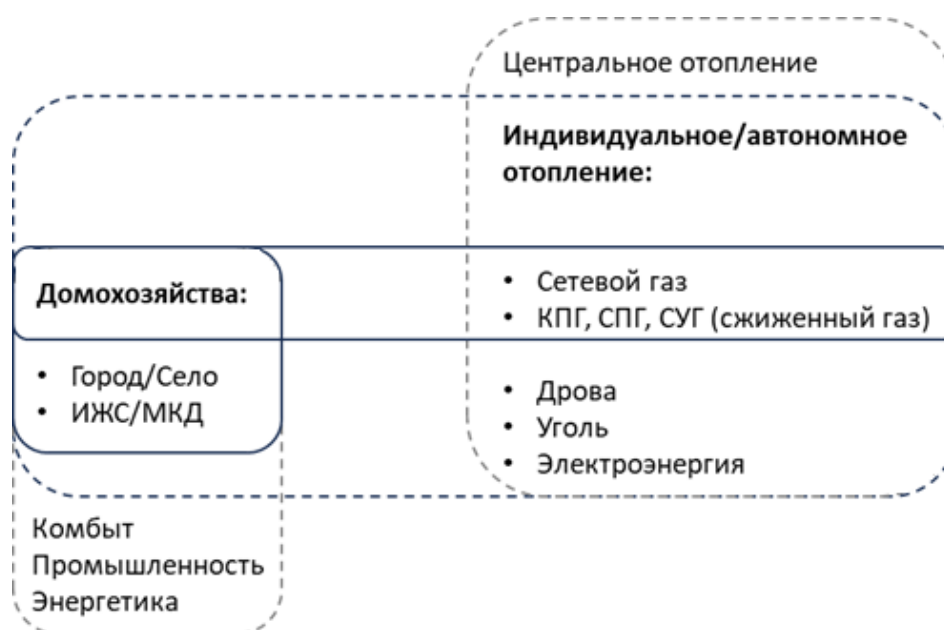 Центральное отопление
Индивидуальное/автономное
отопление:
Домохозяйства:
• Сетевой газ
• КПГ, СПГ, СУГ (сжиженный газ)
• Город/Село
• ИЖС/МКД
• Дрова
• Уголь
• Электроэнергия
Комбыт
Промышленность
Энергетика